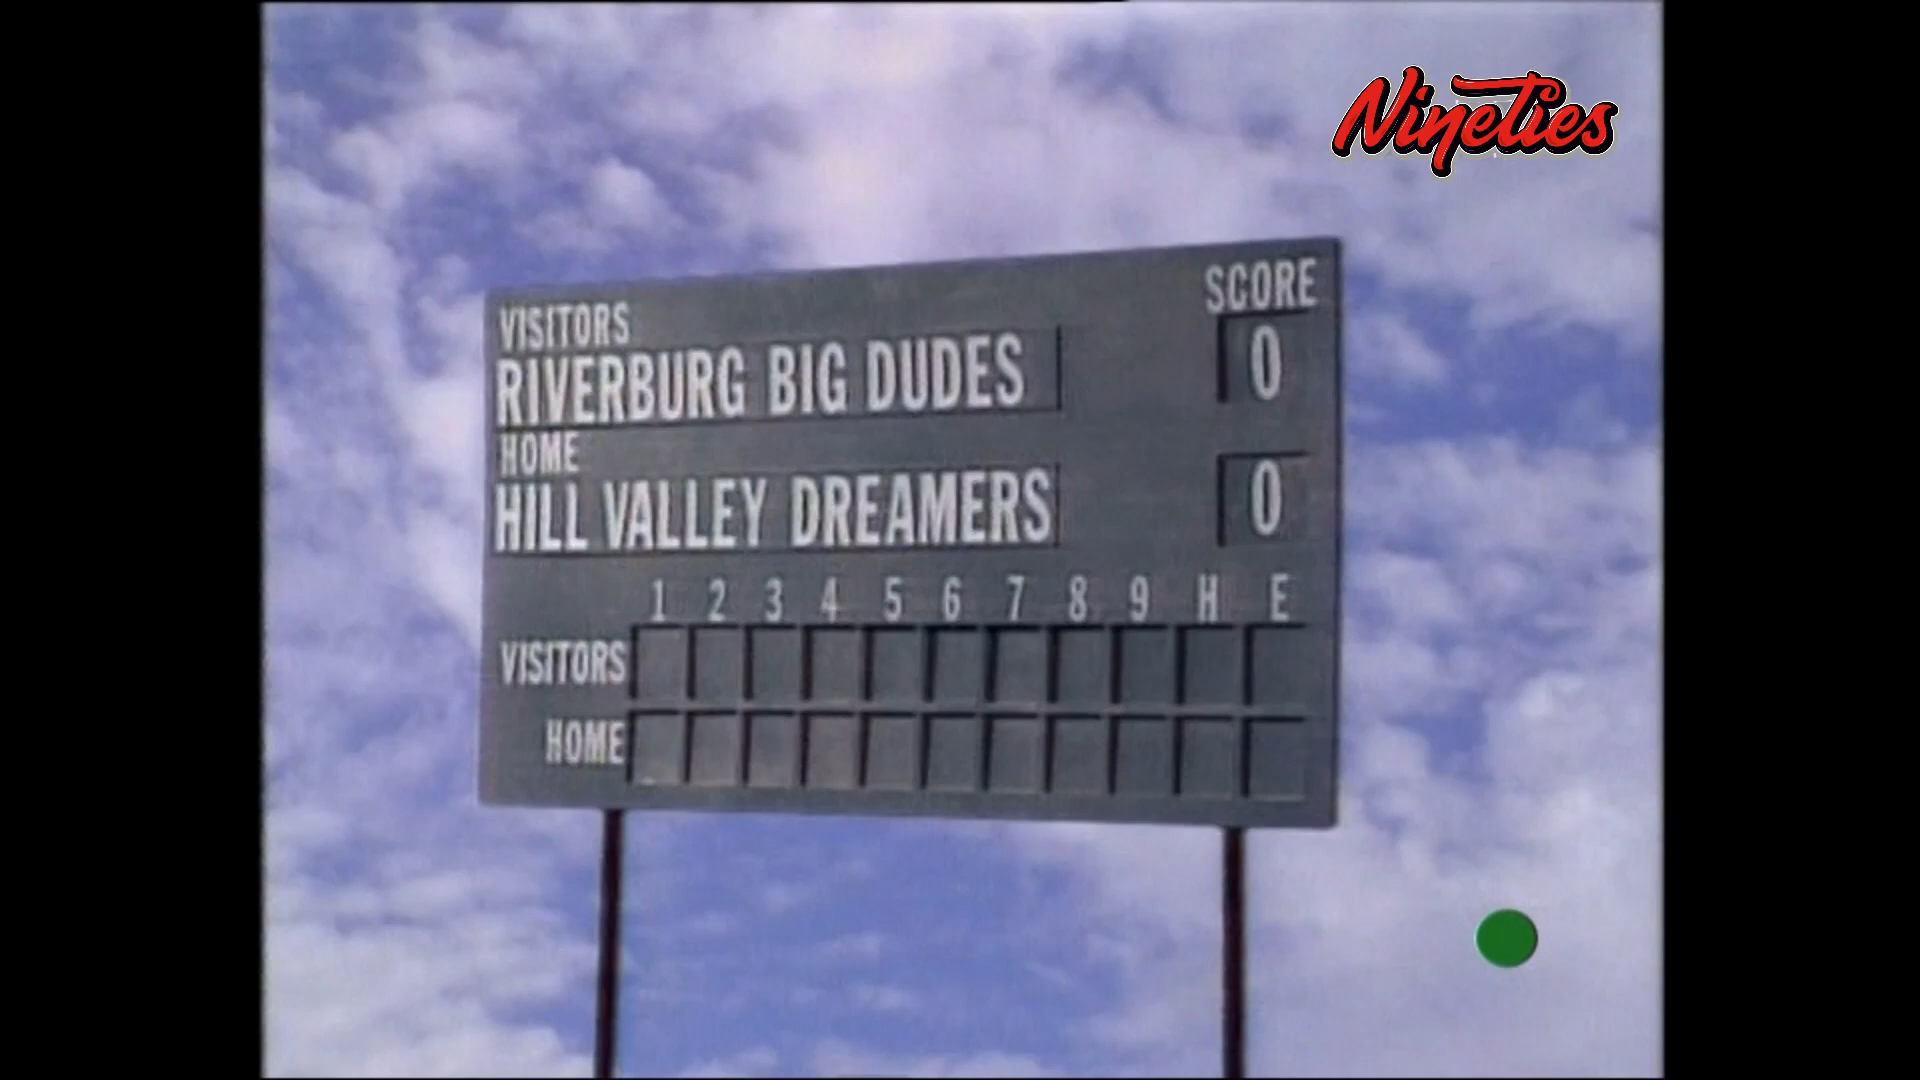 Nineties
SCORE
VISITORS
RIVERBURG BIG DUDES 0
HOME
HILL VALLEY DREAMERS 0
1 2 3 4 5 6 7 8 9 H E
VISITORS
HOME